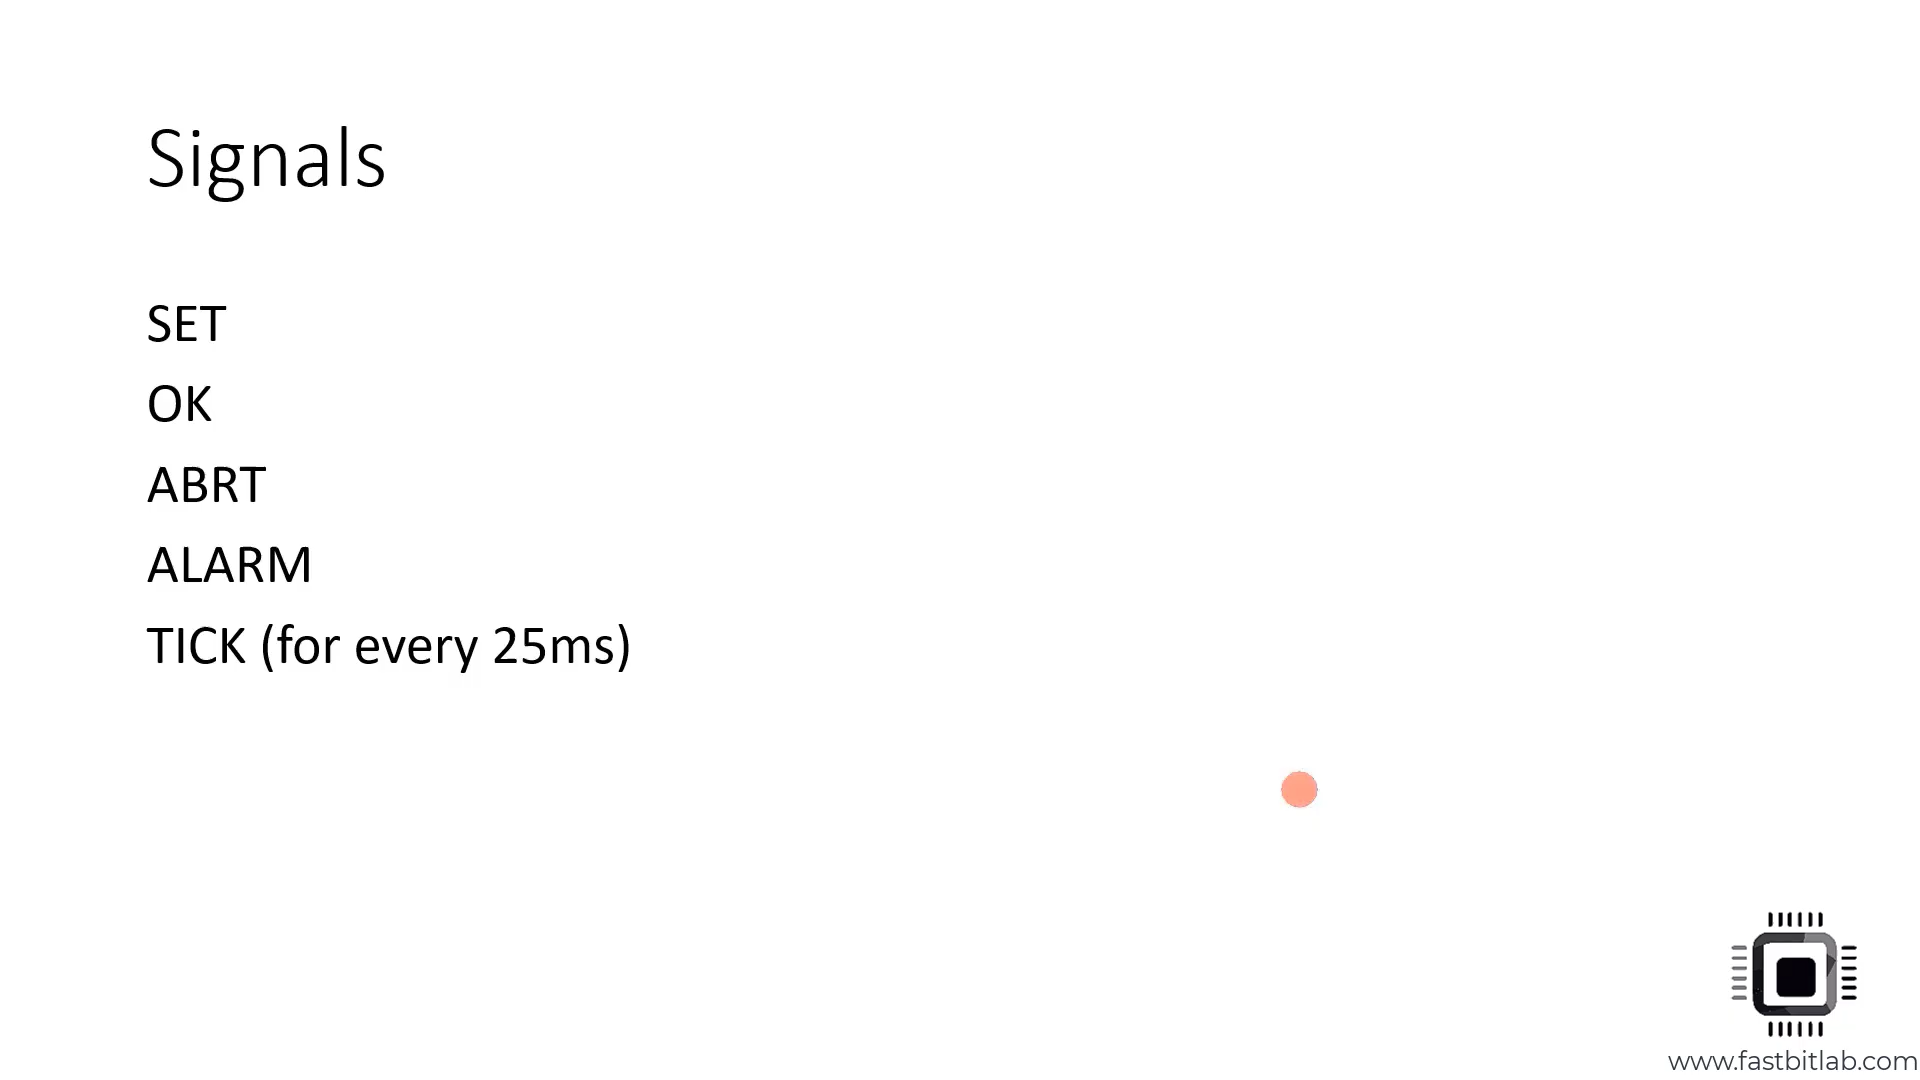 Signals
SET
OK
ABRT
ALARM
TICK (for every 25ms)
www.fastbitlab.com